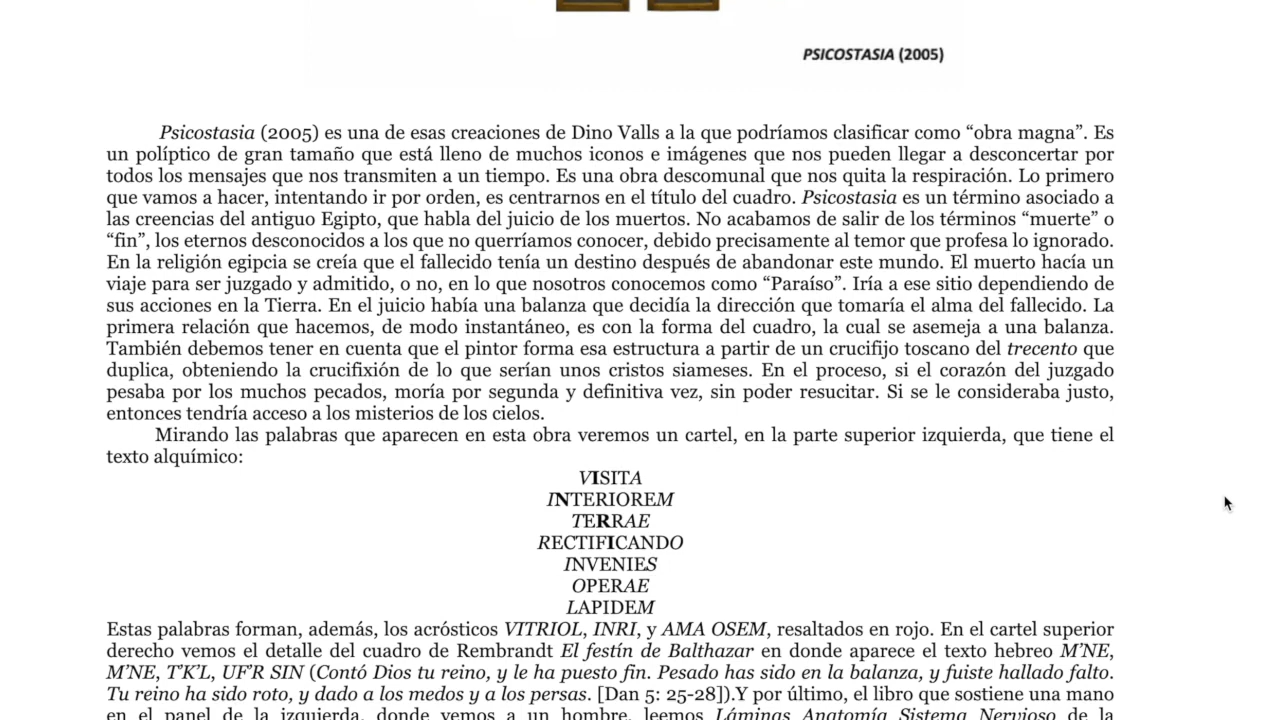 PSICOSTASIA (2005)
Psicostasia (2005) es una de esas creaciones de Dino Valls a la que podríamos clasificar como “obra magna”. Es
un políptico de gran tamaño que está lleno de muchos iconos e imágenes que nos pueden llegar a desconcertar por
todos los mensajes que nos transmiten a un tiempo. Es una obra descomunal que nos quita la respiración. Lo primero
que vamos a hacer, intentando ir por orden, es centrarnos en el título del cuadro. Psicostasia es un término asociado a
las creencias del antiguo Egipto, que habla del juicio de los muertos. No acabamos de salir de los términos “muerte” o
“fin”, los eternos desconocidos a los que no querríamos conocer, debido precisamente al temor que profesa lo ignorado.
En la religión egipcia se creía que el fallecido tenía un destino después de abandonar este mundo. El muerto hacía un
viaje para ser juzgado y admitido, o no, en lo que nosotros conocemos como “Paraíso”. Iría a ese sitio dependiendo de
sus acciones en la Tierra. En el juicio había una balanza que decidía la dirección que tomaría el alma del fallecido. La
primera relación que hacemos, de modo instantáneo, es con la forma del cuadro, la cual se asemeja a una balanza.
También debemos tener en cuenta que el pintor forma esa estructura a partir de un crucifijo toscano del trecento que
duplica, obteniendo la crucifixión de lo que serían unos cristos siameses. En el proceso, si el corazón del juzgado
pesaba por los muchos pecados, moría por segunda y definitiva vez, sin poder resucitar. Si se le consideraba justo,
entonces tendría acceso a los misterios de los cielos.
Mirando las palabras que aparecen en esta obra veremos un cartel, en la parte superior izquierda, que tiene el
texto alquímico:
VISITA
INTERIOREM
TERRAE
RECTIFICANDO
INVENIES
OPERAE
LAPIDEM
Estas palabras forman, además, los acrósticos VITRIOL, INRI, y AMA OSEM, resaltados en rojo. En el cartel superior
derecho vemos el detalle del cuadro de Rembrandt El festín de Balthazar en donde aparece el texto hebreo M’NE,
M’NE, T’K’L, UF’R SIN (Contó Dios tu reino, y le ha puesto fin. Pesado has sido en la balanza, y fuiste hallado falto.
Tu reino ha sido roto, y dado a los medos y a los persas. [Dan 5: 25-28]).Y por último, el libro que sostiene una mano
en el panel de la izquierda, donde vemos a un hombre, leemos Láminas Anatomía Sistema Nervioso de la